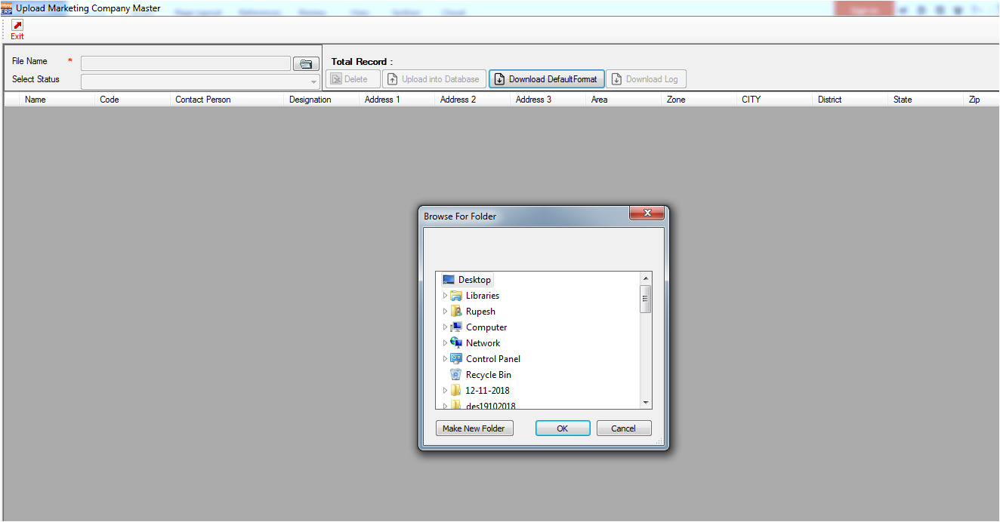 ERP Upload Marketing Company Master
Exit
File Name *
Total Record :
Select Status
Delete Upload into Database Download DefaultFormat Download Log
Name Code Contact Person Designation Address 1 Address 2 Address 3 Area Zone CITY District State Zip
Browse For Folder
Desktop
Libraries
Rupesh
Computer
Network
Control Panel
Recycle Bin
12-11-2018
des19102018
Make New Folder OK Cancel